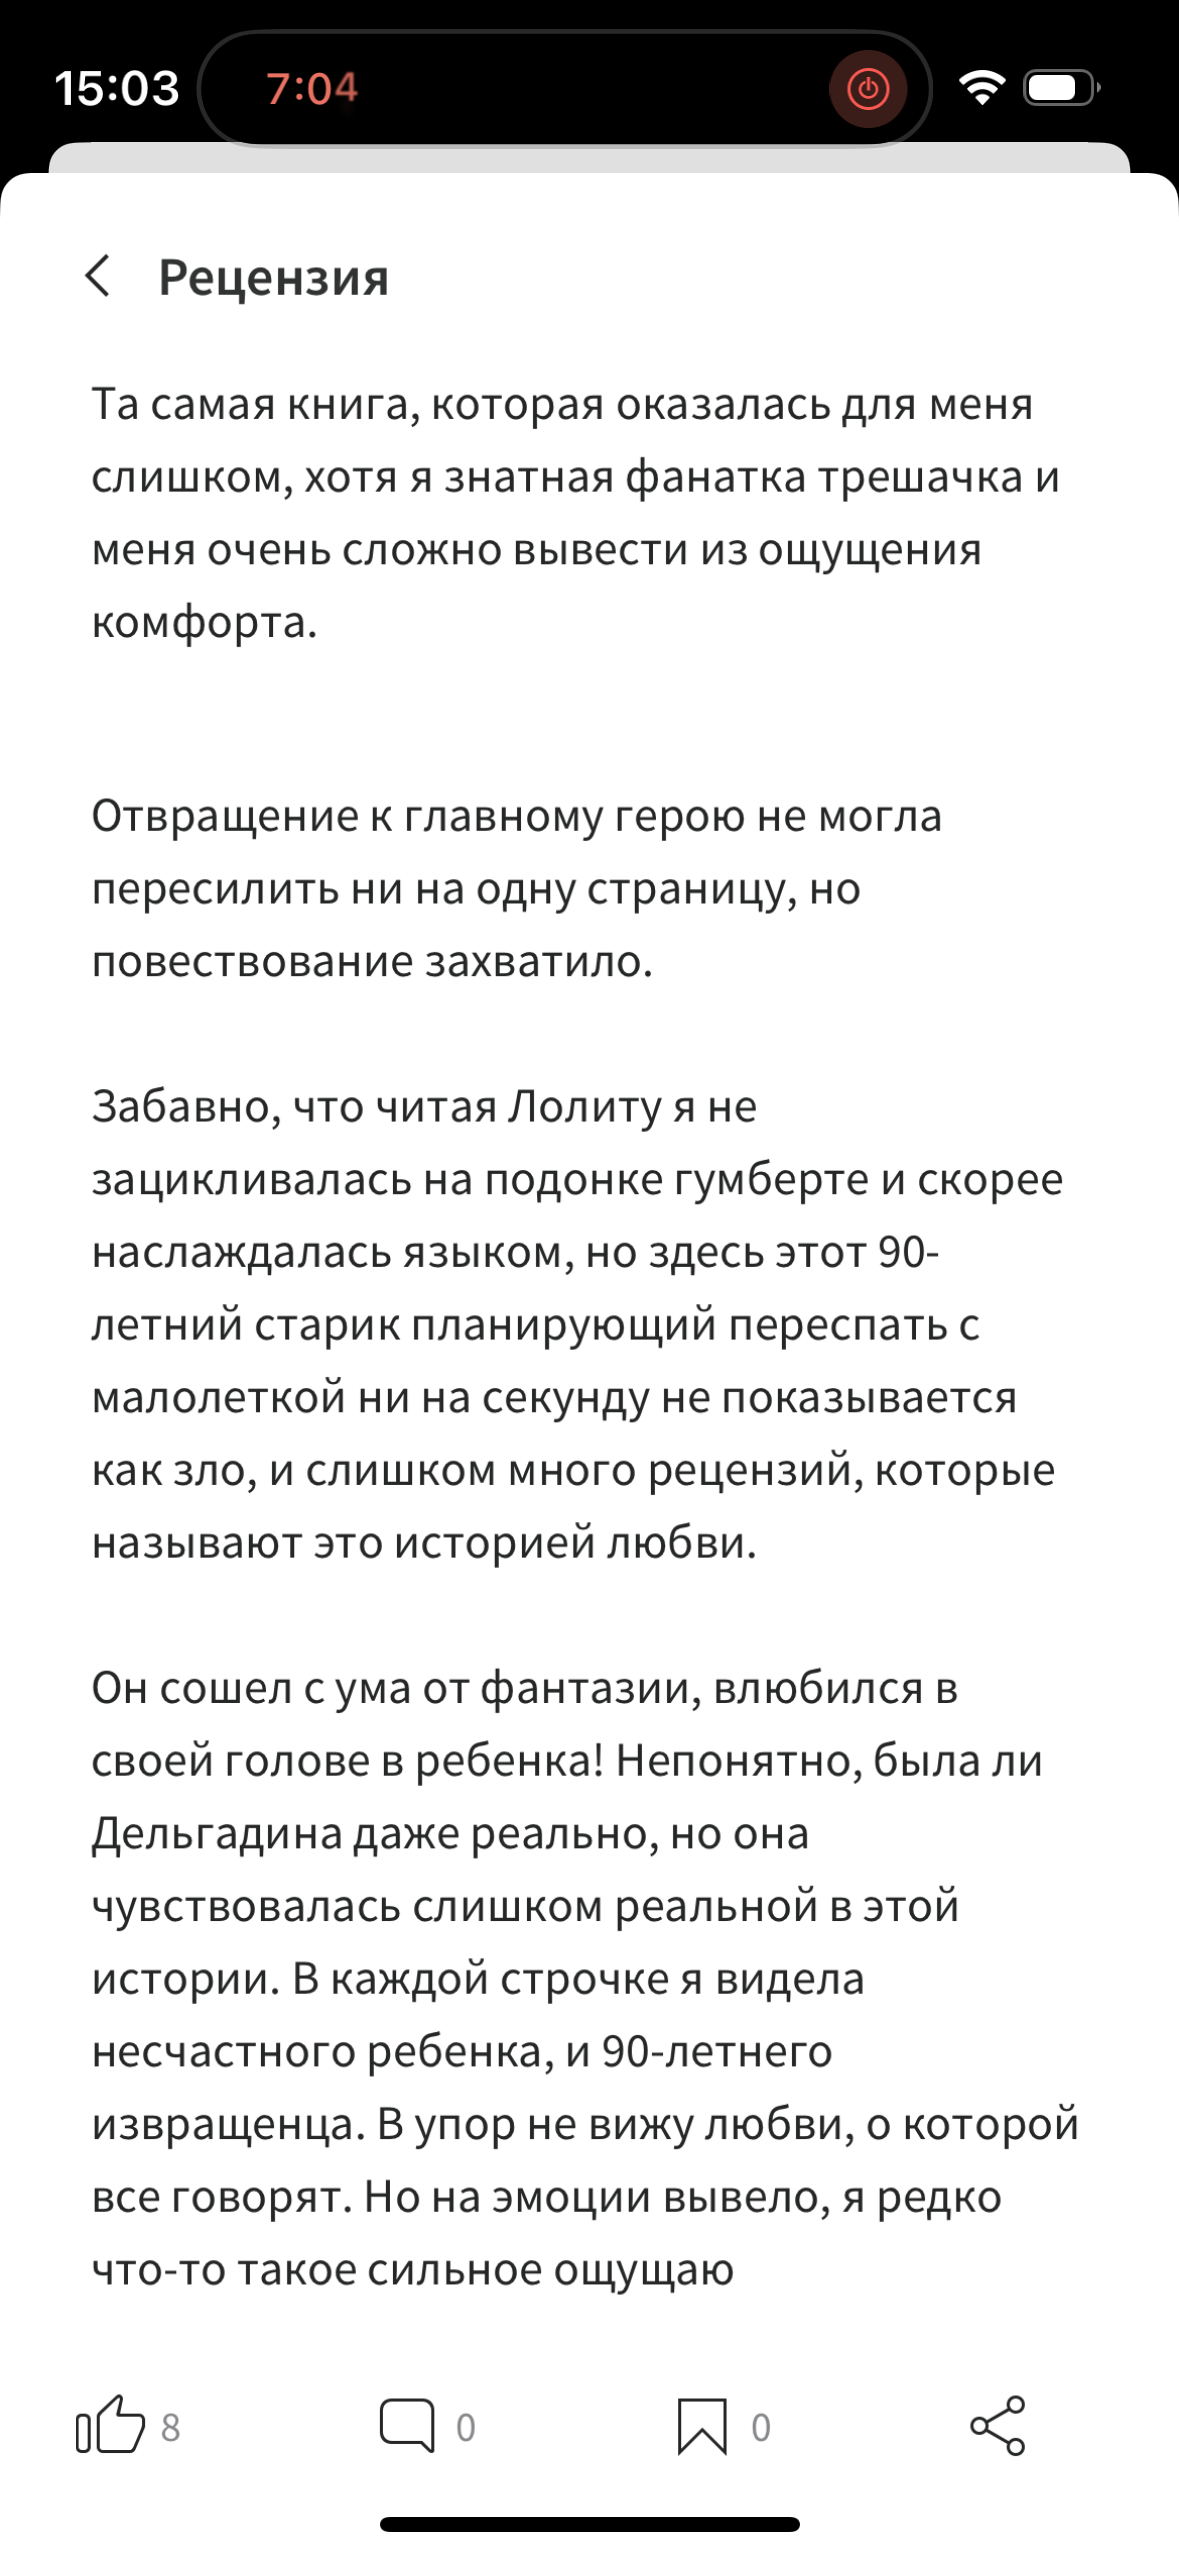 15:03
7:04
Рецензия
Та самая книга, которая оказалась для меня
слишком, хотя я знатная фанатка трешачка и
меня очень сложно вывести из ощущения
комфорта.
Отвращение к главному герою не могла
пересилить ни на одну страницу, но
повествование захватило.
Забавно, что читая Лолиту я не
зацикливалась на подонке гумберте и скорее
наслаждалась языком, но здесь этот 90-
летний старик планирующий переспать с
малолеткой ни на секунду не показывается
как зло, и слишком много рецензий, которые
называют это историей любви.
Он сошел с ума от фантазии, влюбился в
своей голове в ребенка! Непонятно, была ли
Дельгадина даже реально, но она
чувствовалась слишком реальной в этой
истории. В каждой строчке я видела
несчастного ребенка, и 90-летнего
извращенца. В упор не вижу любви, о которой
все говорят. Но на эмоции вывело, я редко
что-то такое сильное ощущаю
8
0
0